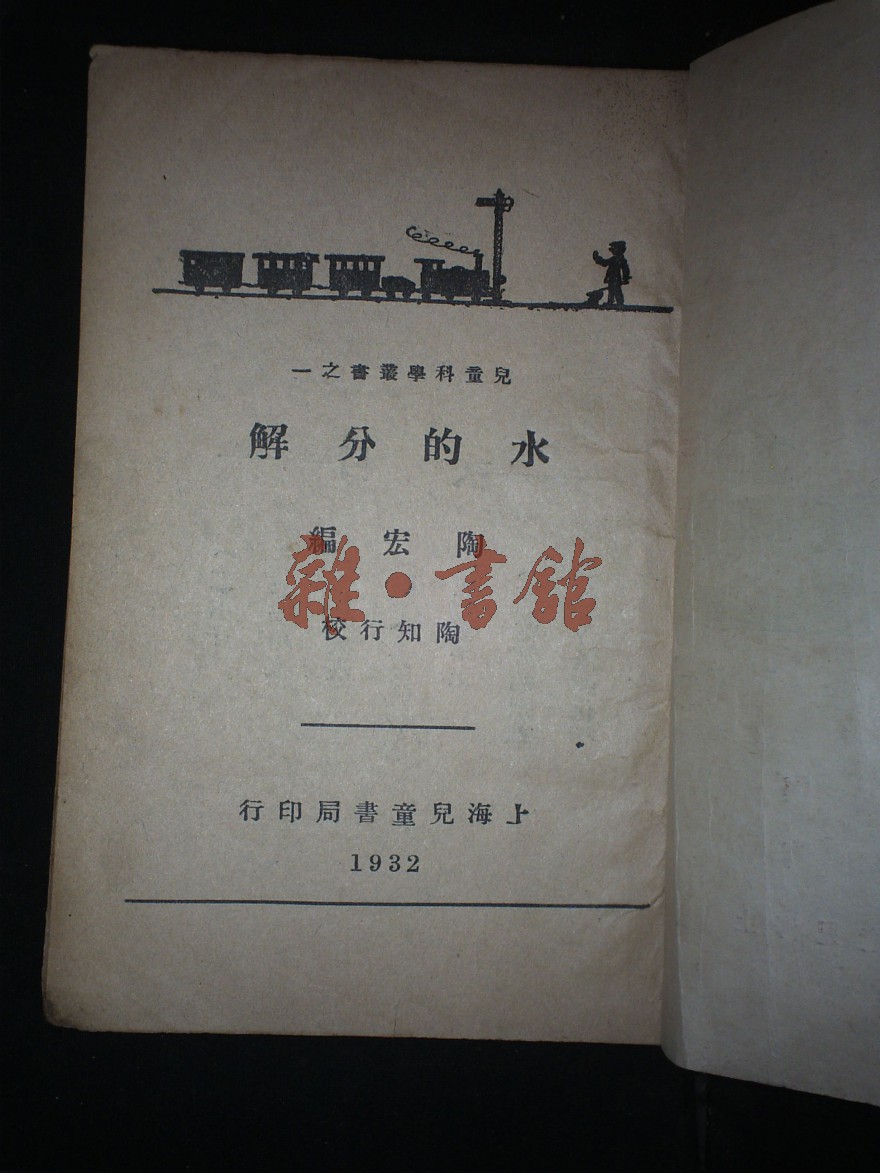 兒童科學叢書之一
水的分解
陶宏編
雜·書館
陶知行校
上海兒童書局印行
1932